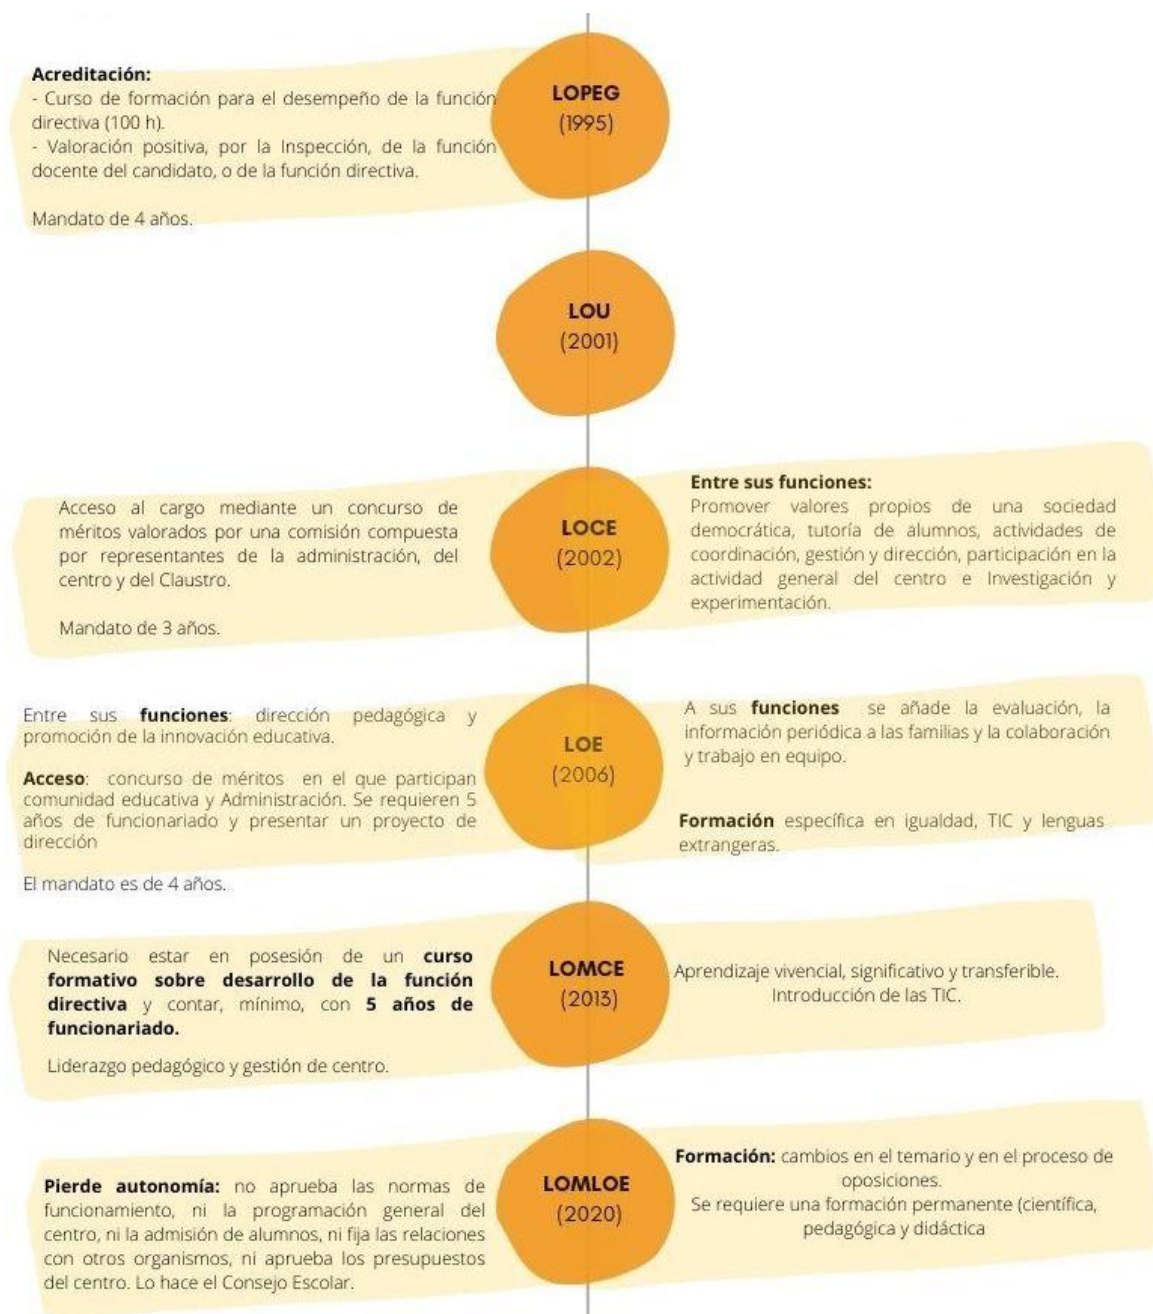 Acreditación:
- Curso de formación para el desempeño de la función
directiva (100 h).
- Valoración positiva, por la Inspección, de la función
docente del candidato, o de la función directiva.
Mandato de 4 años.
LOPEG
(1995)
LOU
(2001)
Acceso al cargo mediante un concurso de
méritos valorados por una comisión compuesta
por representantes de la administración, del
centro y del Claustro.
Mandato de 3 años.
LOCE
(2002)
Entre sus funciones:
Promover valores propios de una sociedad
democrática, tutoría de alumnos, actividades de
coordinación, gestión y dirección, participación en la
actividad general del centro e Investigación y
experimentación.
Entre sus funciones: dirección pedagógica y
promoción de la innovación educativa.
Acceso: concurso de méritos en el que participan
comunidad educativa y Administración. Se requieren 5
años de funcionariado y presentar un proyecto de
dirección
El mandato es de 4 años.
LOE
(2006)
A sus funciones se añade la evaluación, la
información periódica a las familias y la colaboración
y trabajo en equipo.
Formación específica en igualdad, TIC y lenguas
extrangeras.
Necesario estar en posesión de un curso
formativo sobre desarrollo de la función
directiva y contar, mínimo, con 5 años de
funcionariado.
Liderazgo pedagógico y gestión de centro.
LOMCE
(2013)
Aprendizaje vivencial, significativo y transferible.
Introducción de las TIC.
Pierde autonomía: no aprueba las normas de
funcionamiento, ni la programación general del
centro, ni la admisión de alumnos, ni fija las relaciones
con otros organismos, ni aprueba los presupuestos
del centro. Lo hace el Consejo Escolar.
LOMLOE
(2020)
Formación: cambios en el temario y en el proceso de
oposiciones.
Se requiere una formación permanente (científica,
pedagógica y didáctica